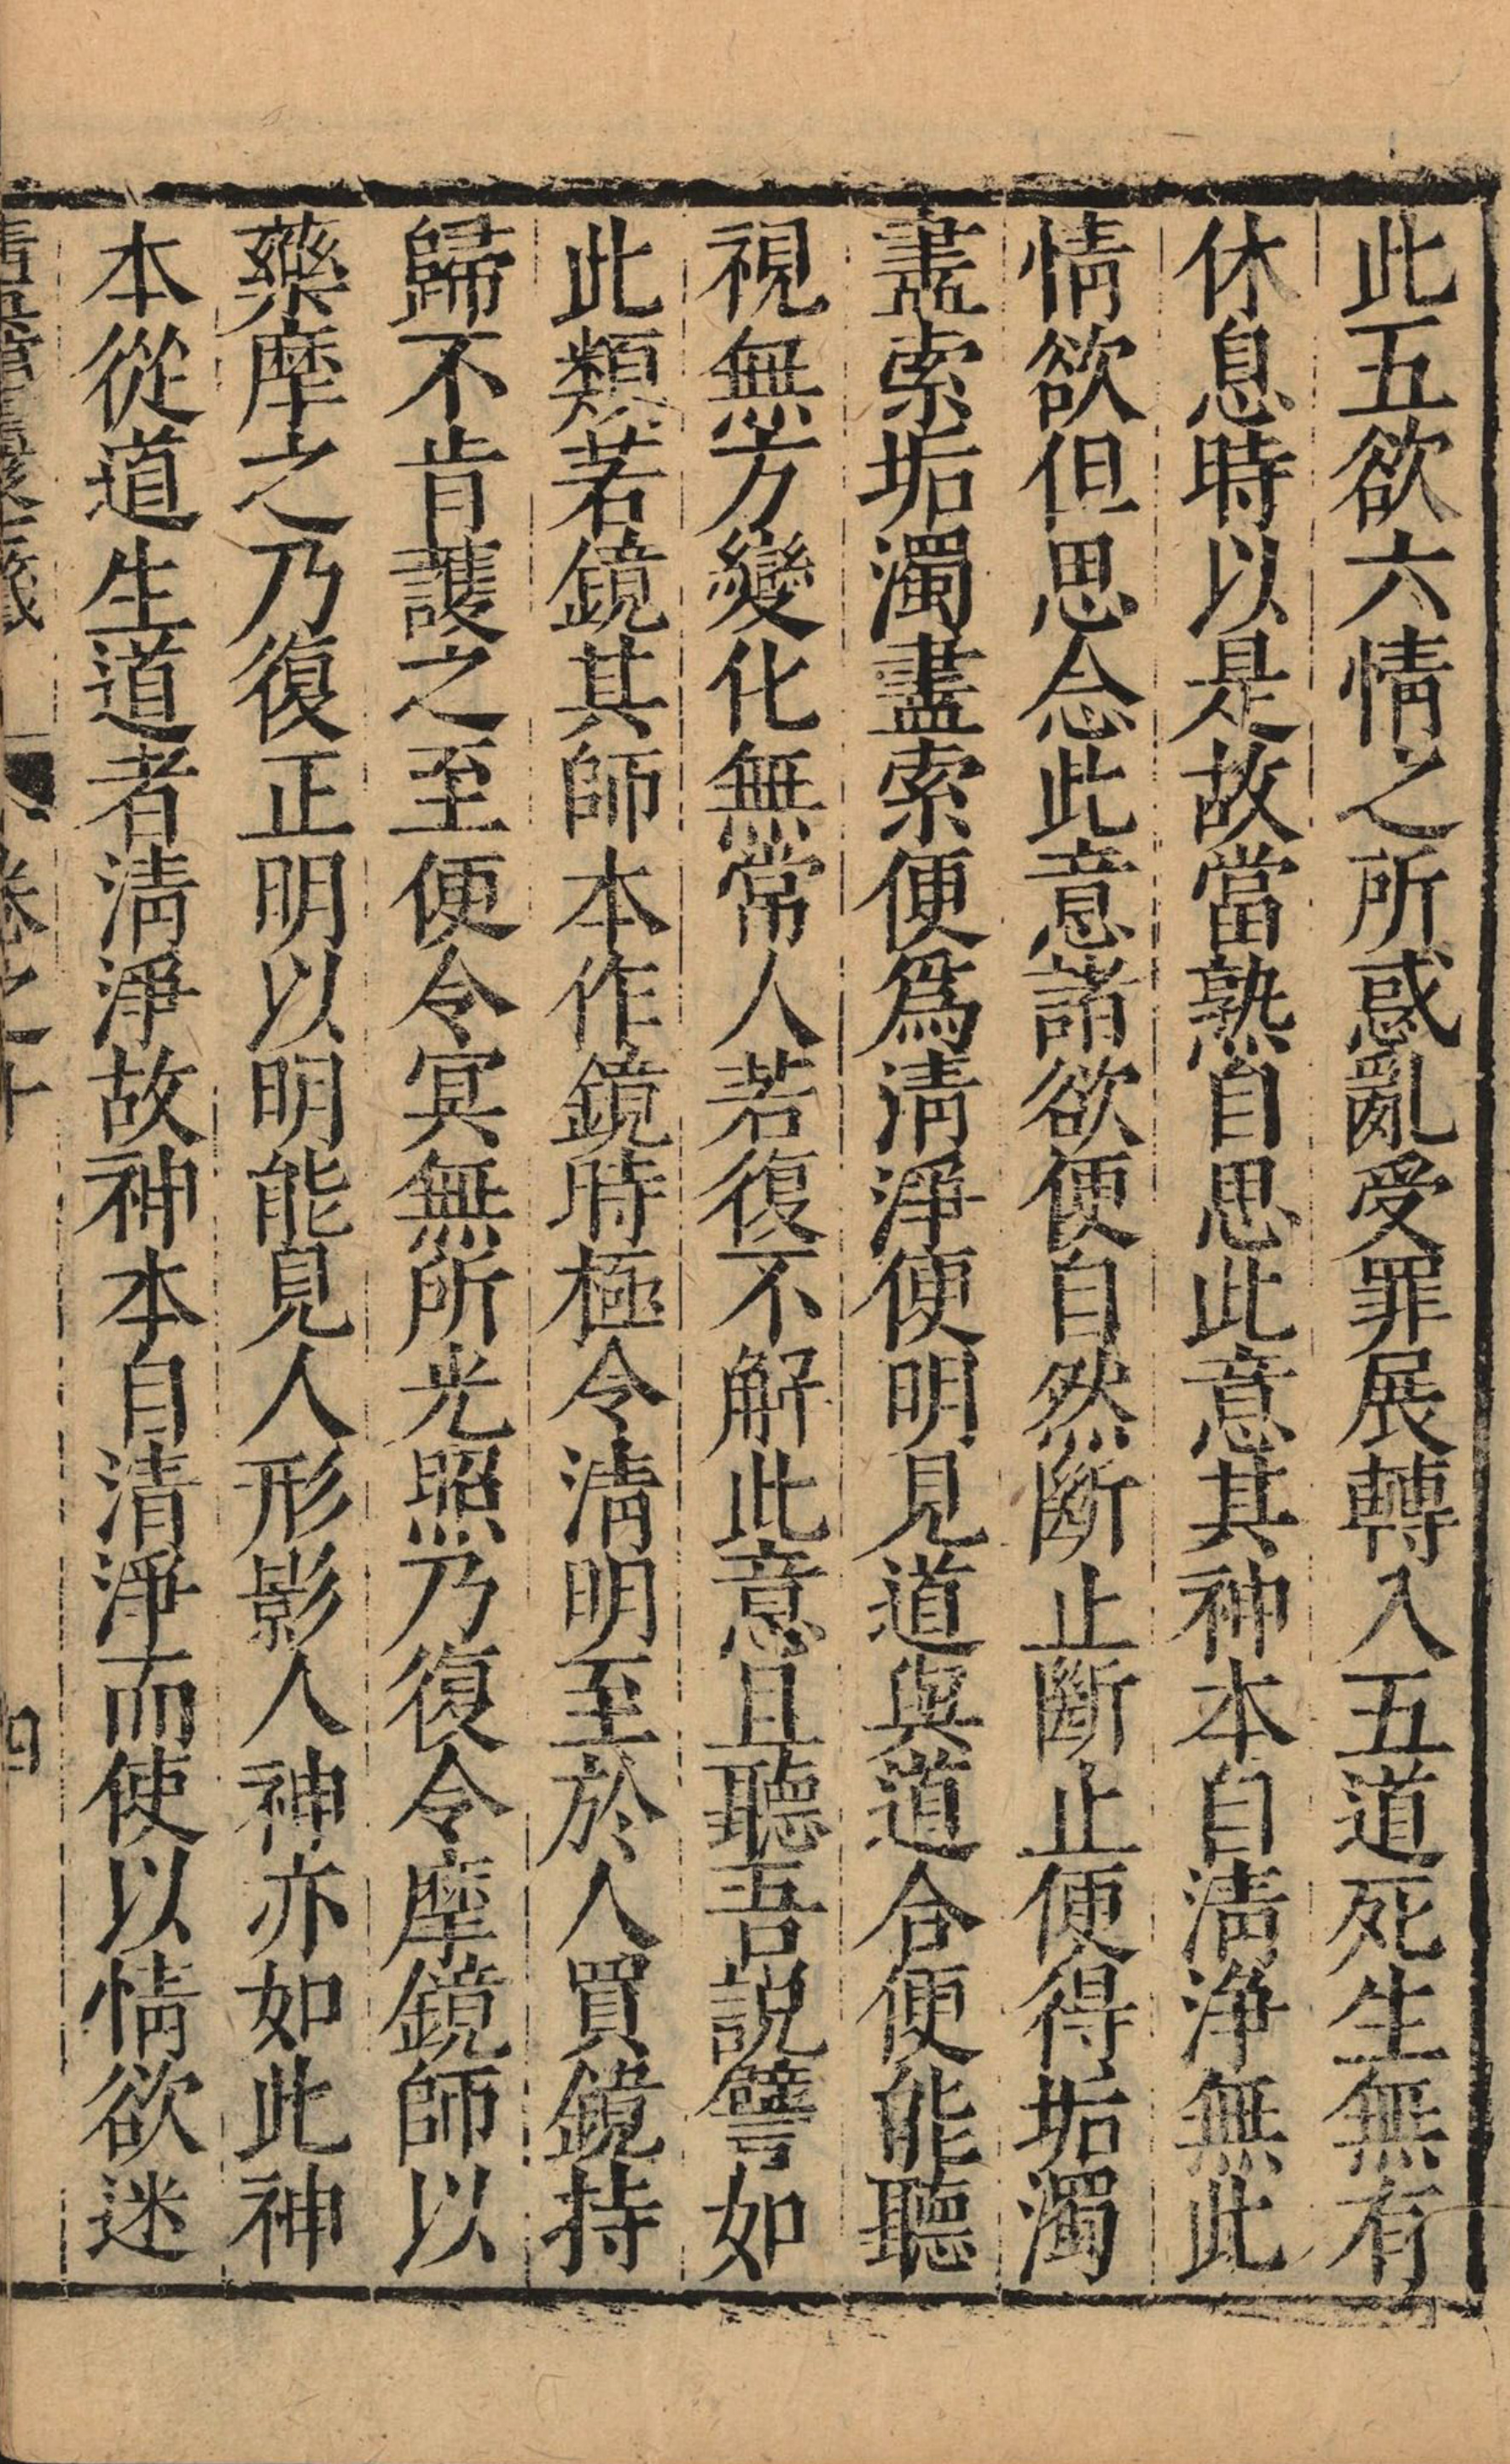 此五欲六情之所惑亂受罪展轉入五道死生無有
休息時以是故當熟自思此意其神本自清淨無此
情欲但思念此意諸欲便自然斷止斷止便得垢濁
盡索垢濁盡索便爲清淨便明見道與道合便能聽
視無方變化無常人若復不解此意且聽吾說譬如
此類若鏡其師本作鏡時極令清明至於人買鏡持
歸不肯護之至便令冥無所光照乃復令摩鏡師以
藥摩之乃復正明以明能見人形影人神亦如此神
本從道生道者清淨故神本自清淨而使以情欲迷
卷之十
四